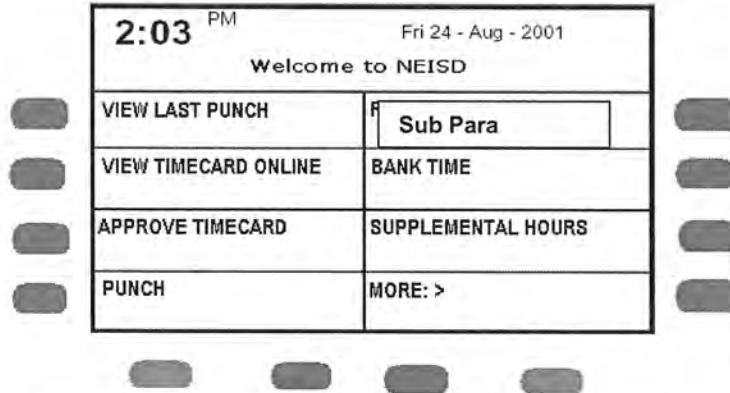 2:03 PM
Fri 24 - Aug - 2001
Welcome to NEISD
VIEW LAST PUNCH
Sub Para
VIEW TIMECARD ONLINE
BANK TIME
APPROVE TIMECARD
SUPPLEMENTAL HOURS
PUNCH
MORE: >